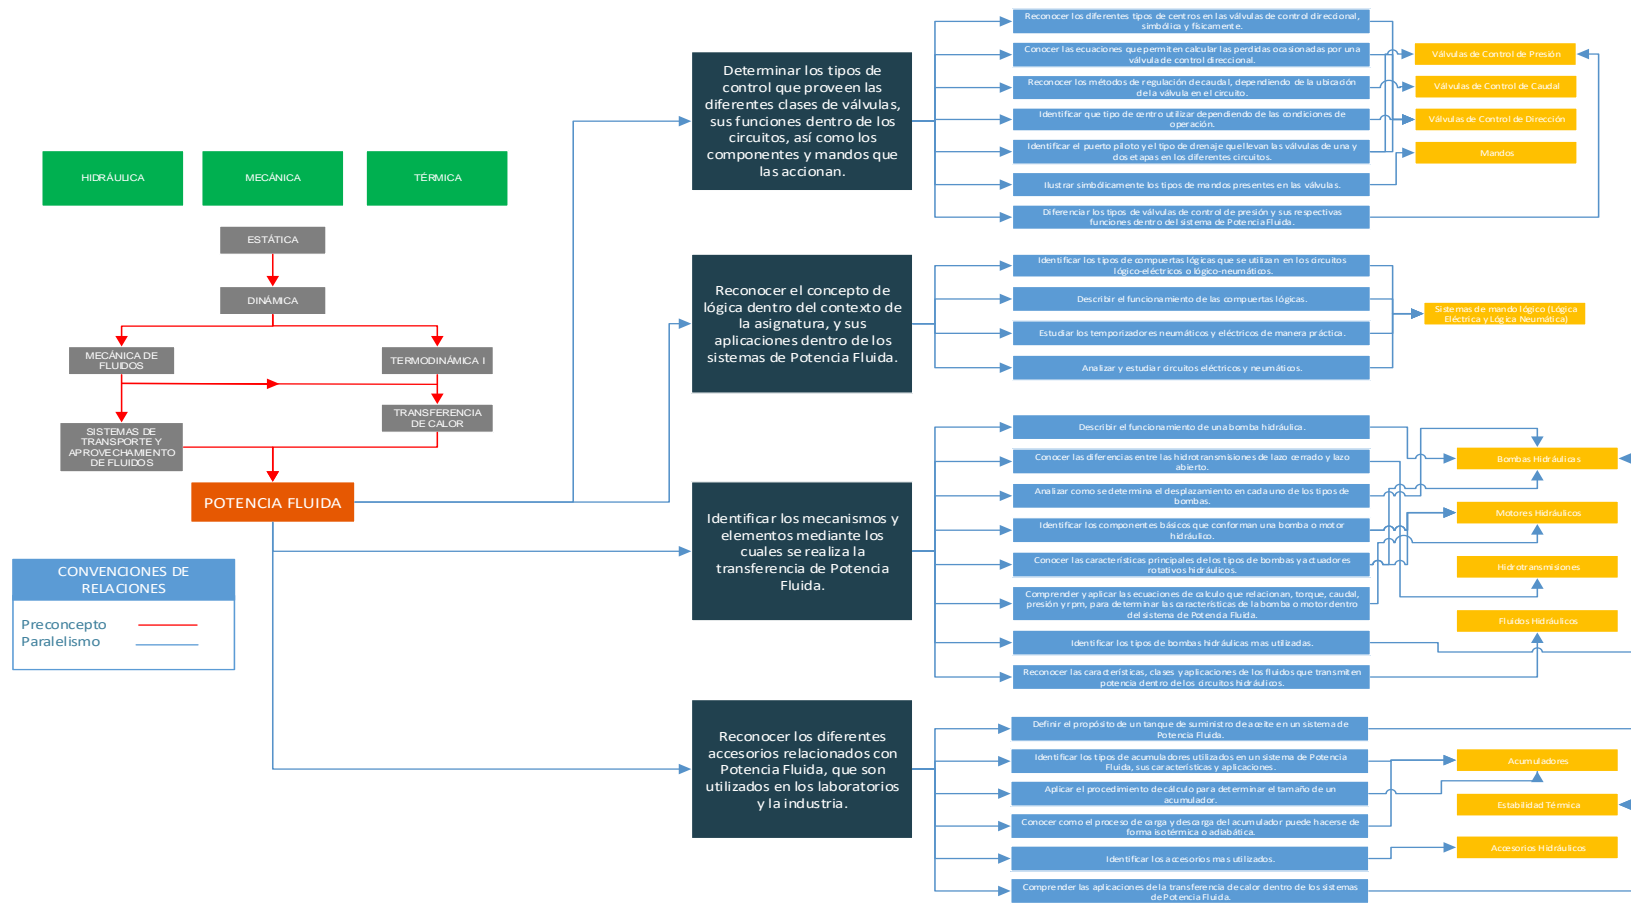 HIDRÁULICA
MECÁNICA
TÉRMICA
ESTÁTICA
DINÁMICA
MECÁNICA DE
FLUIDOS
TERMODINÁMICA I
TRANSFERENCIA
DE CALOR
SISTEMAS DE
TRANSPORTE Y
APROVECHAMIENTO
DE FLUIDOS
POTENCIA FLUIDA
CONVENCIONES DE
RELACIONES
Preconcepto
Paralelismo
Determinar los tipos de
control que proveen las
diferentes clases de válvulas,
sus funciones dentro de los
circuitos, así como los
componentes y mandos que
las accionan.
Reconocer los diferentes tipos de centros en las válvulas de control direccional,
simbólica y físicamente.
Conocer las ecuaciones que permiten calcular las perdidas ocasionadas por una
válvula de control direccional.
Reconocer los métodos de regulación de caudal, dependiendo de la ubicación
de la válvula en el circuito.
Identificar que tipo de centro utilizar dependiendo de las condiciones de
operación.
Identificar el puerto piloto y el tipo de drenaje que llevan las válvulas de una y
dos etapas en los diferentes circuitos.
Ilustrar simbólicamente los tipos de mandos presentes en las válvulas.
Diferenciar los tipos de válvulas de control de presión y sus respectivas
funciones dentro del sistema de Potencia Fluida.
Válvulas de Control de Presión
Válvulas de Control de Caudal
Válvulas de Control de Dirección
Mandos
Reconocer el concepto de
lógica dentro del contexto de
la asignatura, y sus
aplicaciones dentro de los
sistemas de Potencia Fluida.
Identificar los tipos de compuertas lógicas que se utilizan en los circuitos
lógico-eléctricos o lógico-neumáticos.
Describir el funcionamiento de las compuertas lógicas.
Estudiar los temporizadores neumáticos y eléctricos de manera práctica.
Analizar y estudiar circuitos eléctricos y neumáticos.
Sistemas de mando lógico (Lógica
Eléctrica y Lógica Neumática)
Identificar los mecanismos y
elementos mediante los
cuales se realiza la
transferencia de Potencia
Fluida.
Describir el funcionamiento de una bomba hidráulica.
Conocer las diferencias entre las hidrotransmisiones de lazo cerrado y lazo
abierto.
Analizar como se determina el desplazamiento en cada uno de los tipos de
bombas.
Identificar los componentes básicos que conforman una bomba o motor
hidráulico.
Conocer las características principales de los tipos de bombas y actuadores
rotativos hidráulicos.
Comprender y aplicar las ecuaciones de calculo que relacionan, torque, caudal,
presión y rpm, para determinar las características de la bomba o motor dentro
del sistema de Potencia Fluida.
Identificar los tipos de bombas hidráulicas mas utilizadas.
Reconocer las características, clases y aplicaciones de los fluidos que transmiten
potencia dentro de los circuitos hidráulicos.
Bombas Hidráulicas
Motores Hidráulicos
Hidrotransmisiones
Fluidos Hidráulicos
Reconocer los diferentes
accesorios relacionados con
Potencia Fluida, que son
utilizados en los laboratorios
y la industria.
Definir el propósito de un tanque de suministro de aceite en un sistema de
Potencia Fluida.
Identificar los tipos de acumuladores utilizados en un sistema de Potencia
Fluida, sus características y aplicaciones.
Aplicar el procedimiento de cálculo para determinar el tamaño de un
acumulador.
Conocer como el proceso de carga y descarga del acumulador puede hacerse de
forma isotérmica o adiabática.
Identificar los accesorios mas utilizados.
Comprender las aplicaciones de la transferencia de calor dentro de los sistemas
de Potencia Fluida.
Acumuladores
Estabilidad Térmica
Accesorios Hidráulicos